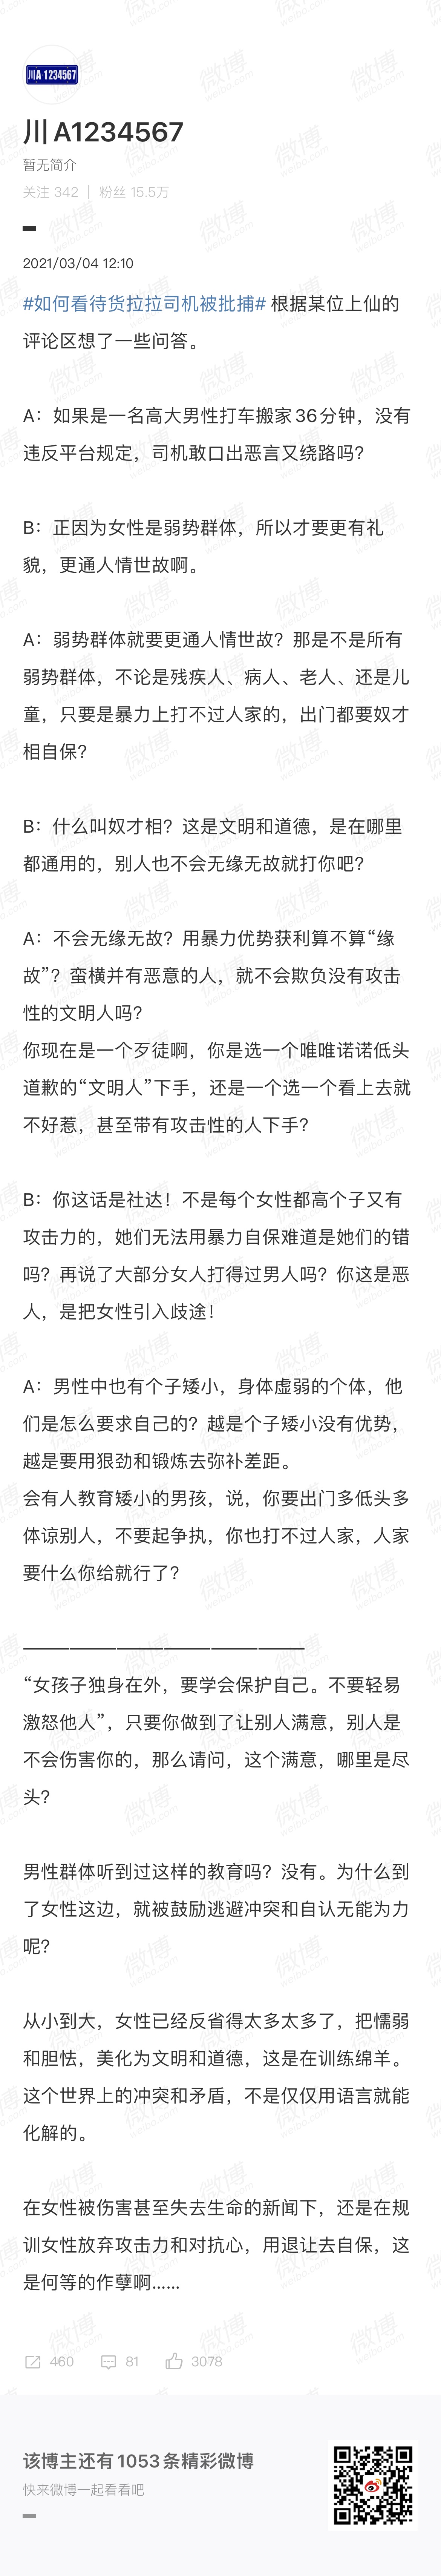 川A·1234567
川A1234567
暂无简介
关注 342 | 粉丝 15.5万
2021/03/04 12:10
#如何看待货拉拉司机被批捕# 根据某位上仙的
评论区想了一些问答。
A：如果是一名高大男性打车搬家36分钟，没有
违反平台规定，司机敢口出恶言又绕路吗？
B：正因为女性是弱势群体，所以才要更有礼
貌，更通人情世故啊。
A：弱势群体就要更通人情世故？那是不是所有
弱势群体，不论是残疾人、病人、老人、还是儿
童，只要是暴力上打不过人家的，出门都要奴才
相自保？
B：什么叫奴才相？这是文明和道德，是在哪里
都通用的，别人也不会无缘无故就打你吧？
A：不会无缘无故？用暴力优势获利算不算“缘
故”？蛮横并有恶意的人，就不会欺负没有攻击
性的文明人吗？
你现在是一个歹徒啊，你是选一个唯唯诺诺低头
道歉的“文明人”下手，还是一个选一个看上去就
不好惹，甚至带有攻击性的人下手？
B：你这话是社达！不是每个女性都高个子又有
攻击力的，她们无法用暴力自保难道是她们的错
吗？再说了大部分女人打得过男人吗？你这是恶
人，是把女性引入歧途！
A：男性中也有个子矮小，身体虚弱的个体，他
们是怎么要求自己的？越是个子矮小没有优势，
越是要用狠劲和锻炼去弥补差距。
会有人教育矮小的男孩，说，你要出门多低头多
体谅别人，不要起争执，你也打不过人家，人家
要什么你给就行了？
——————————————————
“女孩子独身在外，要学会保护自己。不要轻易
激怒他人”，只要你做到了让别人满意，别人是
不会伤害你的，那么请问，这个满意，哪里是尽
头？
男性群体听到过这样的教育吗？没有。为什么到
了女性这边，就被鼓励逃避冲突和自认无能为力
呢？
从小到大，女性已经反省得太多太多了，把懦弱
和胆怯，美化为文明和道德，这是在训练绵羊。
这个世界上的冲突和矛盾，不是仅仅用语言就能
化解的。
在女性被伤害甚至失去生命的新闻下，还是在规
训女性放弃攻击力和对抗心，用退让去自保，这
是何等的作孽啊……
460 81 3078
该博主还有1053条精彩微博
快来微博一起看看吧